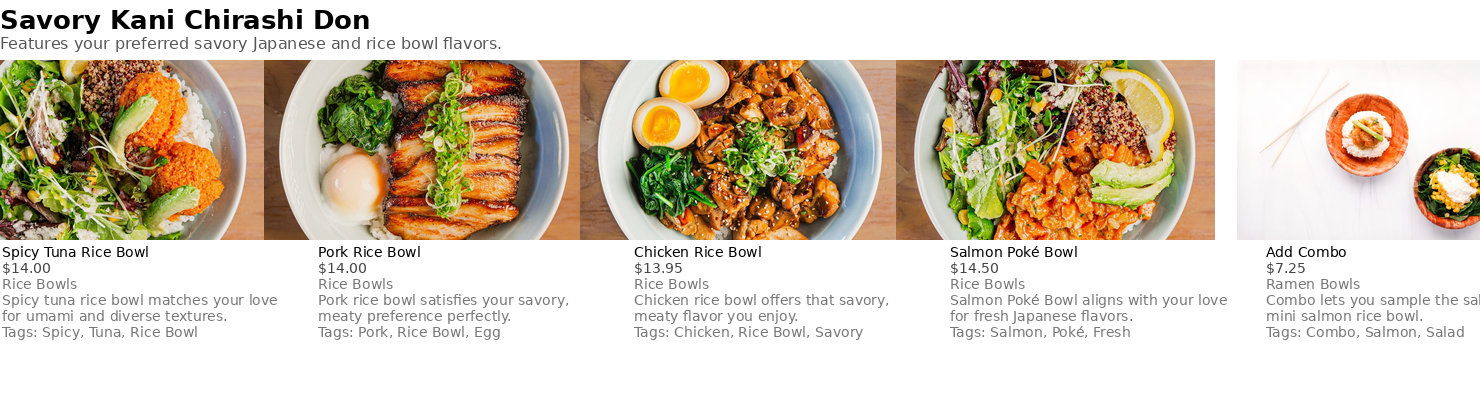 Savory Kani Chirashi Don
Features your preferred savory Japanese and rice bowl flavors.
Spicy Tuna Rice Bowl
$14.00
Rice Bowls
Spicy tuna rice bowl matches your love
for umami and diverse textures.
Tags: Spicy, Tuna, Rice Bowl
Pork Rice Bowl
$14.00
Rice Bowls
Pork rice bowl satisfies your savory,
meaty preference perfectly.
Tags: Pork, Rice Bowl, Egg
Chicken Rice Bowl
$13.95
Rice Bowls
Chicken rice bowl offers that savory,
meaty flavor you enjoy.
Tags: Chicken, Rice Bowl, Savory
Salmon Poké Bowl
$14.50
Rice Bowls
Salmon Poké Bowl aligns with your love
for fresh Japanese flavors.
Tags: Salmon, Poké, Fresh
Add Combo
$7.25
Ramen Bowls
Combo lets you sample the
mini salmon rice bowl.
Tags: Combo, Salmon, Salad